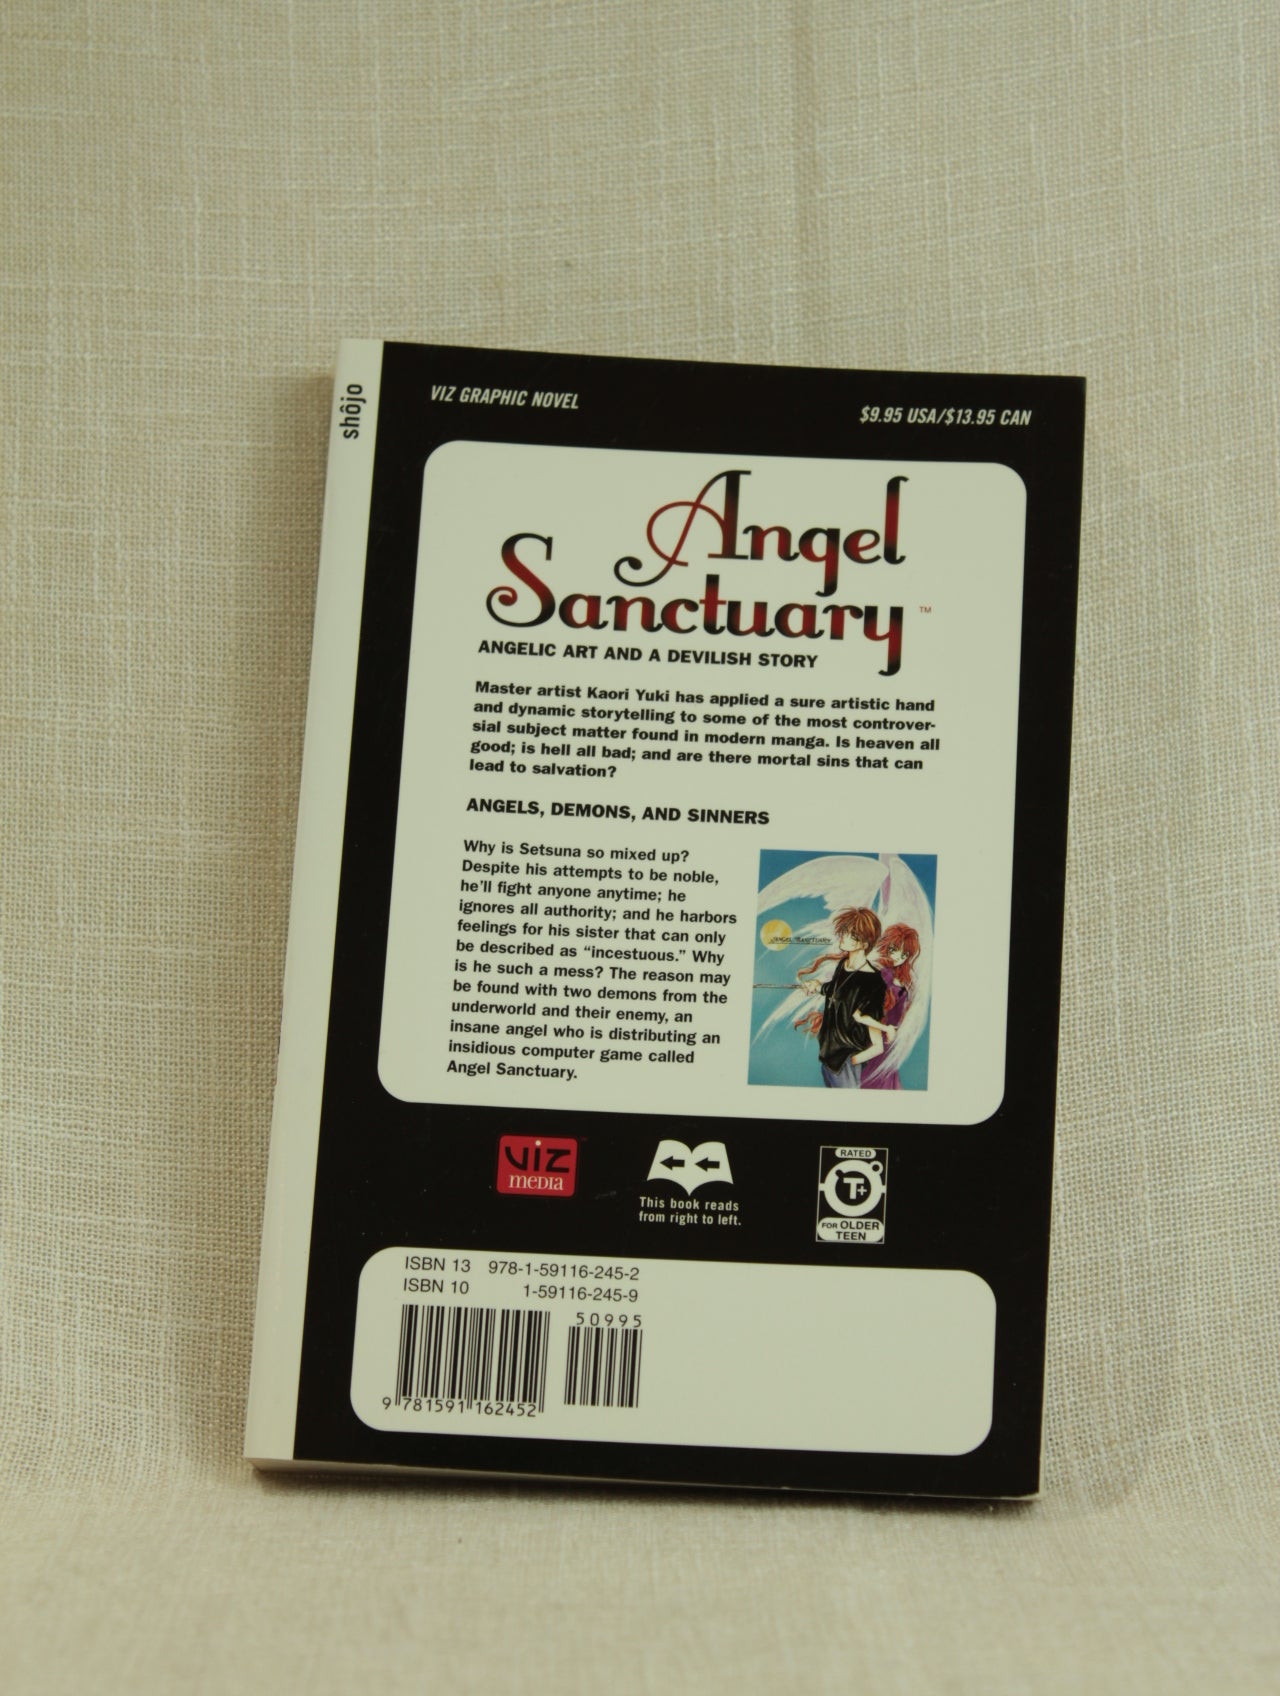 shôjo
VIZ GRAPHIC NOVEL
$9.95 USA/$13.95 CAN
Angel
Sanctuary™
ANGELIC ART AND A DEVILISH STORY
Master artist Kaori Yuki has applied a sure artistic hand
and dynamic storytelling to some of the most controver-
sial subject matter found in modern manga. Is heaven all
good; is hell all bad; and are there mortal sins that can
lead to salvation?
ANGELS, DEMONS, AND SINNERS
Why is Setsuna so mixed up?
Despite his attempts to be noble,
he'll fight anyone anytime; he
ignores all authority; and he harbors
feelings for his sister that can only
be described as “incestuous.” Why
is he such a mess? The reason may
be found with two demons from the
underworld and their enemy, an
insane angel who is distributing an
insidious computer game called
Angel Sanctuary.
ANGEL SANCTUARY
VIZ
MEDIA
This book reads
from right to left.
RATED
T+
FOR OLDER
TEEN
ISBN 13 978-1-59116-245-2
ISBN 10 1-59116-245-9
50995
9 781591 162452